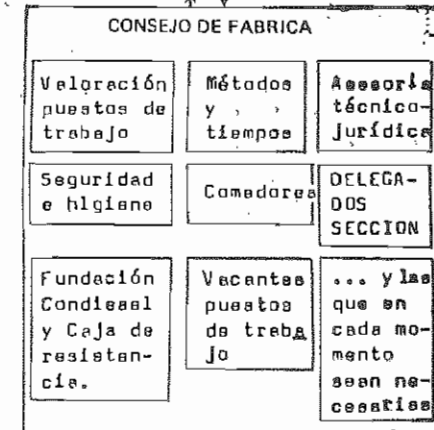 CONSEJO DE FABRICA
Valoración
puestos de
trabajo
Métodos
y
tiempos
Asesoría
técnico-
jurídica
Seguridad
e higiene
Comedores
DELEGA-
DOS
SECCION
Fundación
Condiesel
y Caja de
resisten-
cia.
Vacantes
puestos
de traba
jo
... y las
que en
cada mo-
mento
sean ne-
cesarias